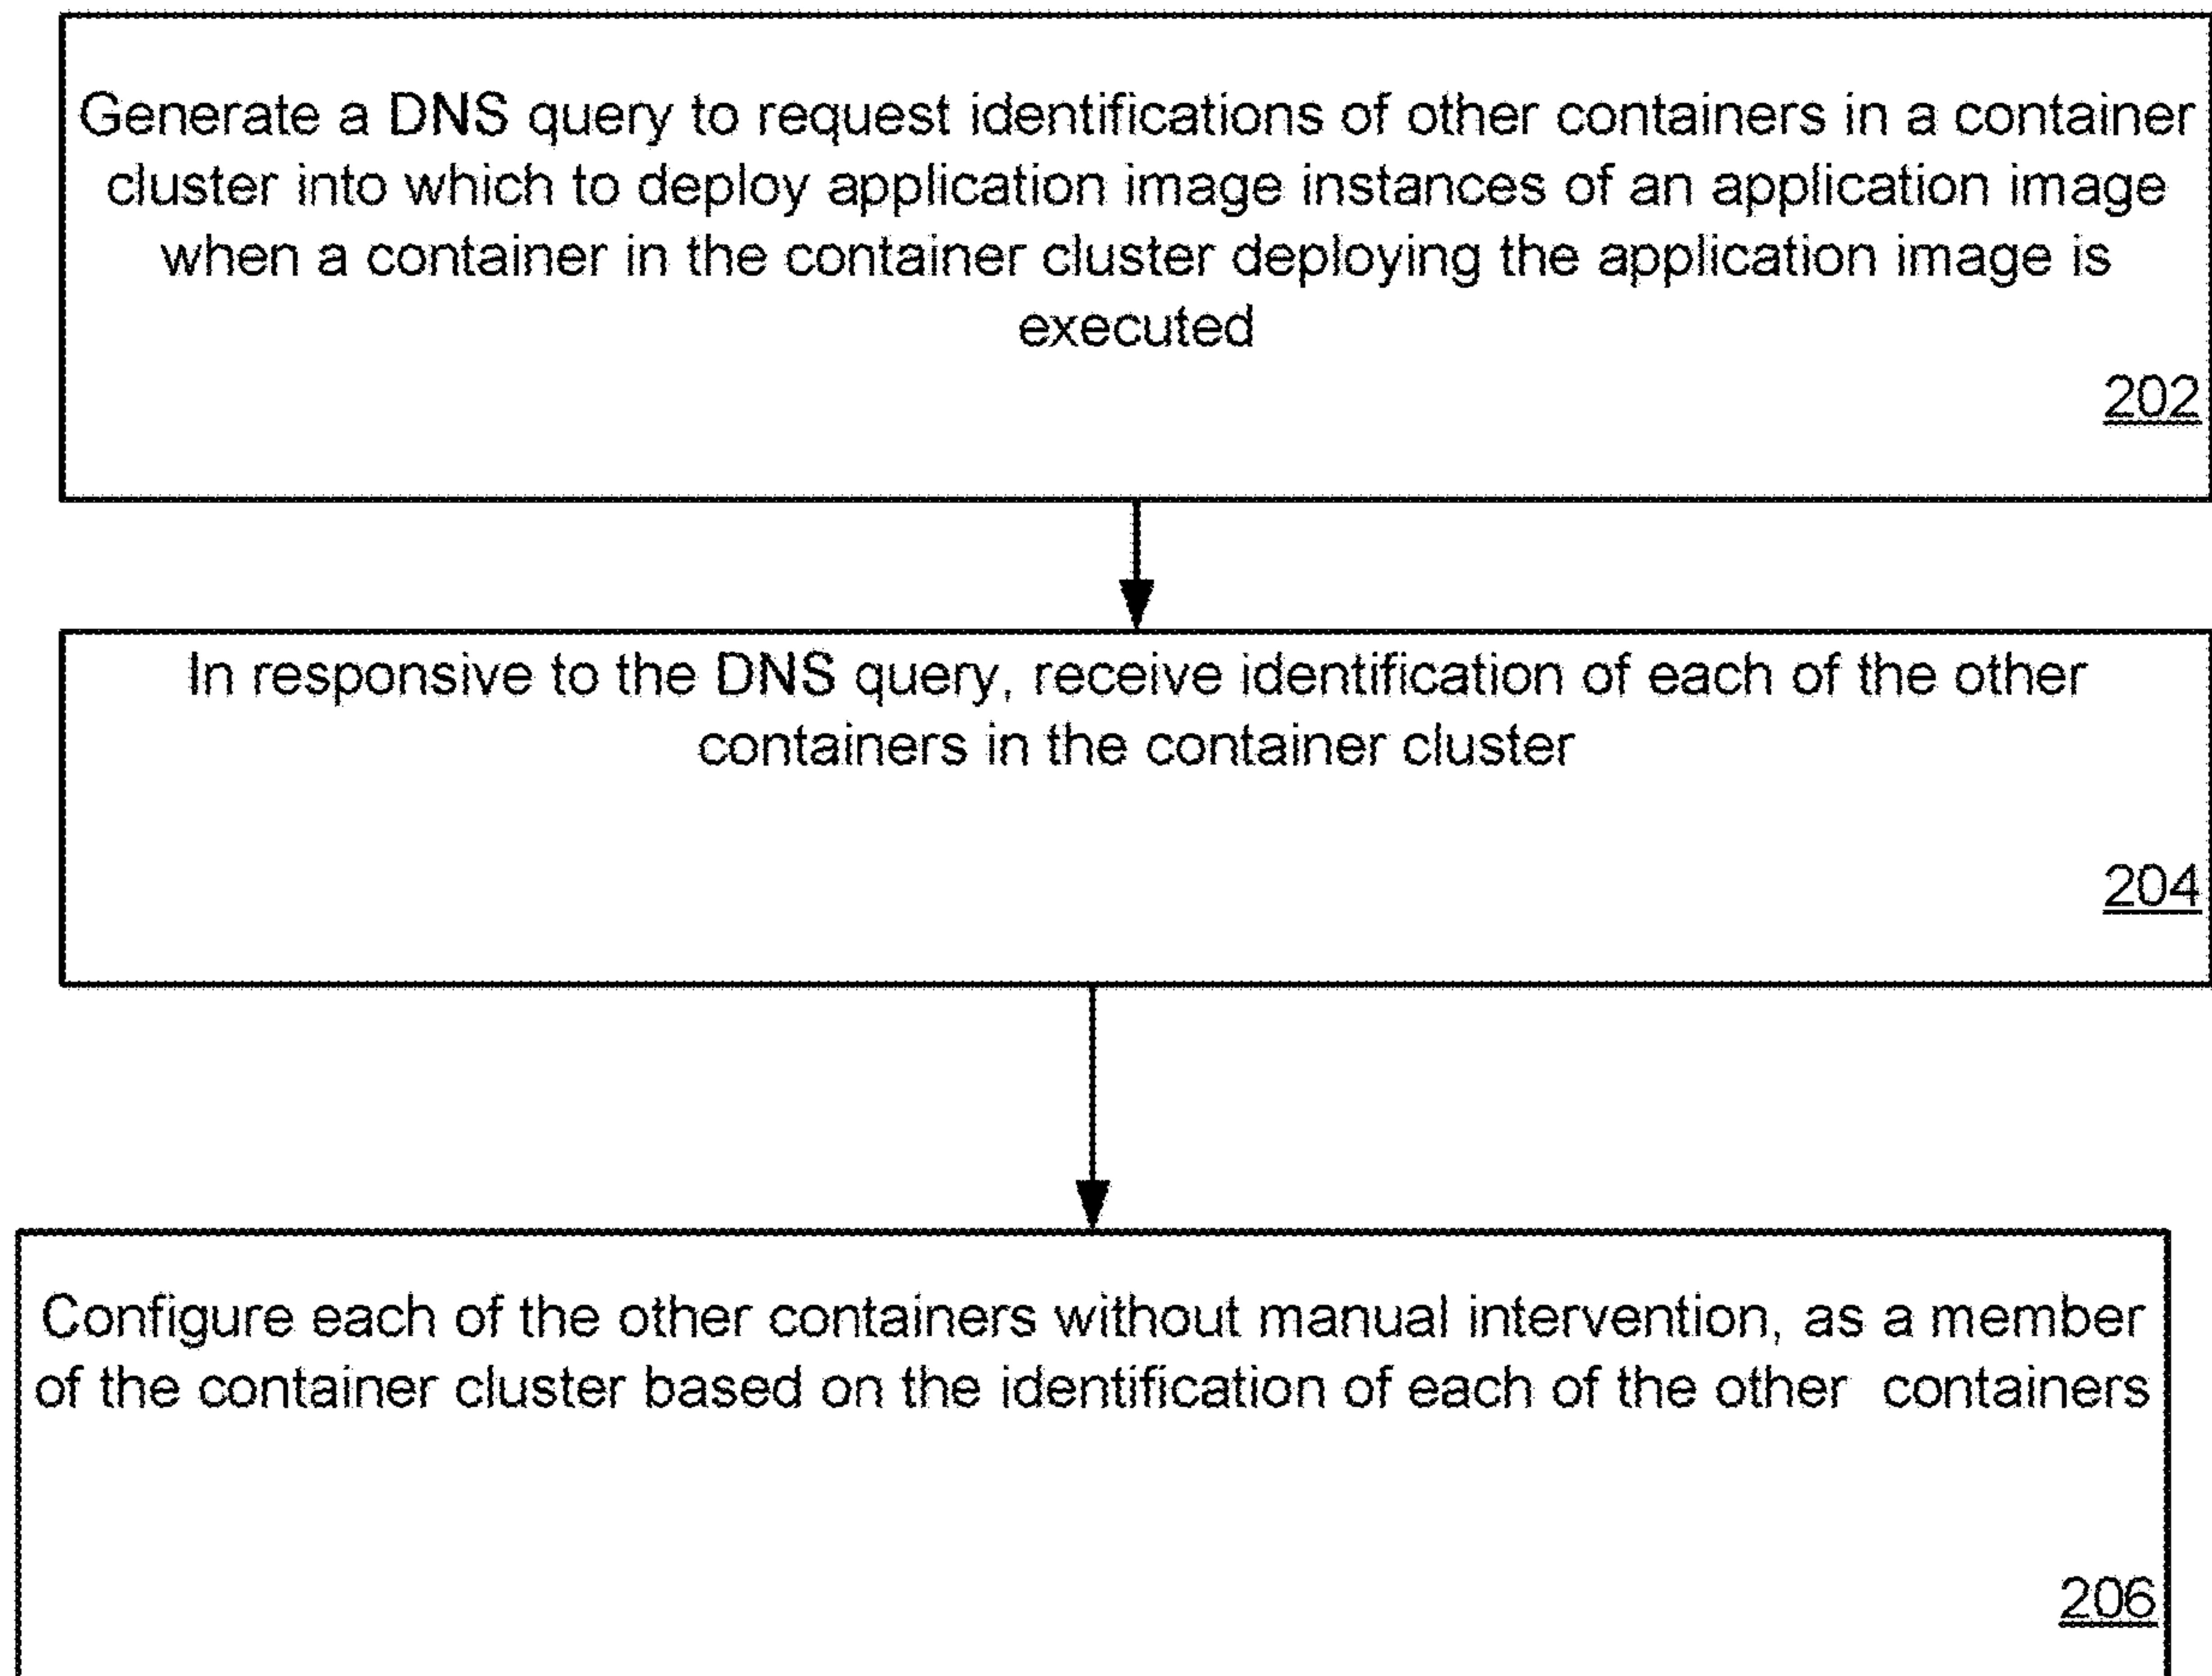 Generate a DNS query to request identifications of other containers in a container
cluster into which to deploy application image instances of an application image
when a container in the container cluster deploying the application image is
executed
202
In responsive to the DNS query, receive identification of each of the other
containers in the container cluster
204
Configure each of the other containers without manual intervention, as a member
of the container cluster based on the identification of each of the other containers
206